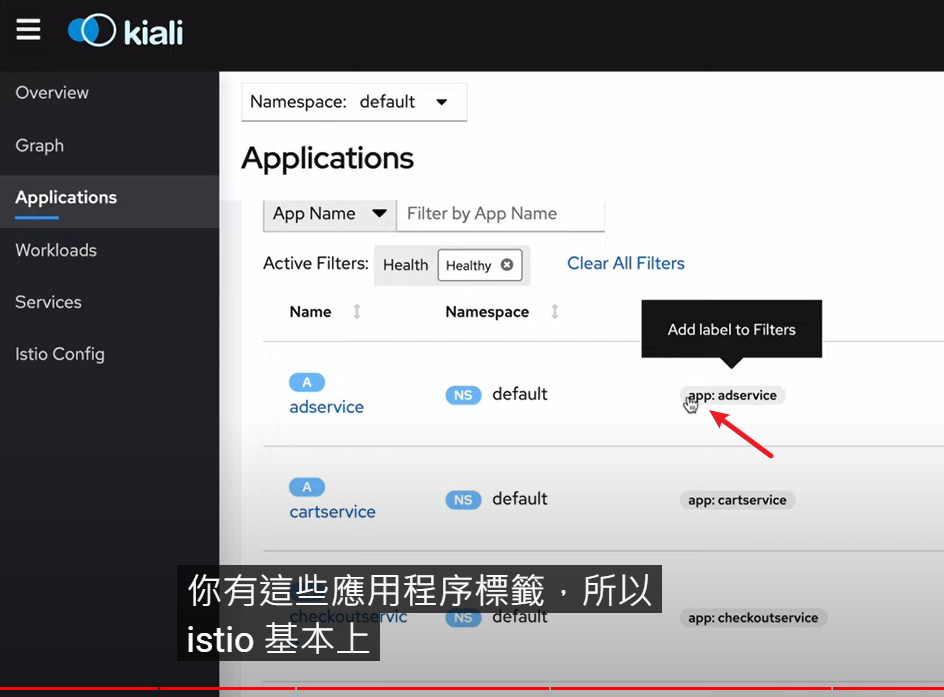 kiali
Overview
Graph
Applications
Workloads
Services
Istio Config
Namespace: default
Applications
App Name Filter by App Name
Active Filters: Health Healthy Clear All Filters
Name Namespace
Add label to Filters
A
adservice NS default app: adservice
A
cartservice NS default app: cartservice
checkoutservic NS default app: checkoutservice
你有這些應用程序標籤，所以
istio 基本上